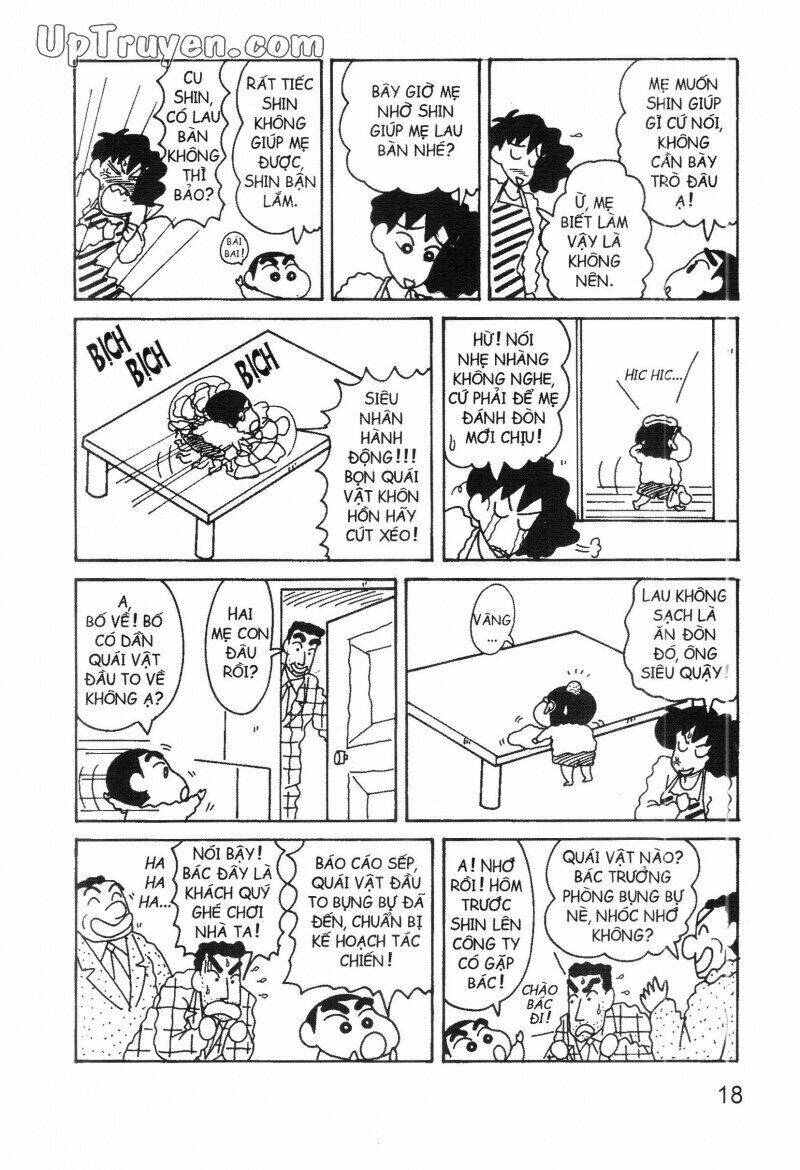 UpTruyen.com
MẸ MUỐN
SHIN GIÚP
GÌ CỨ NÓI,
KHÔNG
CẦN BÀY
TRÒ ĐÂU
Ạ!
Ừ, MẸ
BIẾT LÀM
VẬY LÀ
KHÔNG
NÊN.
BÂY GIỜ MẸ
NHỜ SHIN
GIÚP MẸ LAU
BÀN NHÉ?
RẤT TIẾC
SHIN
KHÔNG
GIÚP MẸ
ĐƯỢC,
SHIN BẬN
LẮM.
BÁI
BAI!
CU
SHIN,
CÓ LAU
BÀN
KHÔNG
THÌ
BẢO?
HIC HIC...
HỪ! NÓI
NHẸ NHÀNG
KHÔNG NGHE,
CỨ PHẢI ĐỂ MẸ
ĐÁNH ĐÒN
MỚI CHỊU!
SIÊU
NHÂN
HÀNH
ĐỘNG!!!
BỌN QUÁI
VẬT KHÔN
HỒN HÃY
CÚT XÉO!
BỊCH
BỊCH
BỊCH
LAU KHÔNG
SẠCH LÀ
ĂN ĐÒN
ĐÓ, ÔNG
SIÊU QUẬY!
VÂNG
...
HAI
MẸ CON
ĐÂU
RỒI?
A,
BỐ VỀ! BỐ
CÓ DẪN
QUÁI VẬT
ĐẦU TO VỀ
KHÔNG Ạ?
QUÁI VẬT NÀO?
BÁC TRƯỞNG
PHÒNG BỤNG BỰ
NÈ, NHÓC NHỚ
KHÔNG?
CHÀO
BÁC
ĐI!
A! NHỚ
RỒI! HÔM
TRƯỚC
SHIN LÊN
CÔNG TY
CÓ GẶP
BÁC!
BÁO CÁO SẾP,
QUÁI VẬT ĐẦU
TO BỤNG BỰ ĐÃ
ĐẾN, CHUẨN BỊ
KẾ HOẠCH TÁC
CHIẾN!
NÓI BẬY!
BÁC ĐÂY LÀ
KHÁCH QUÝ
GHÉ CHƠI
NHÀ TA!
HA
HA
HA...
18